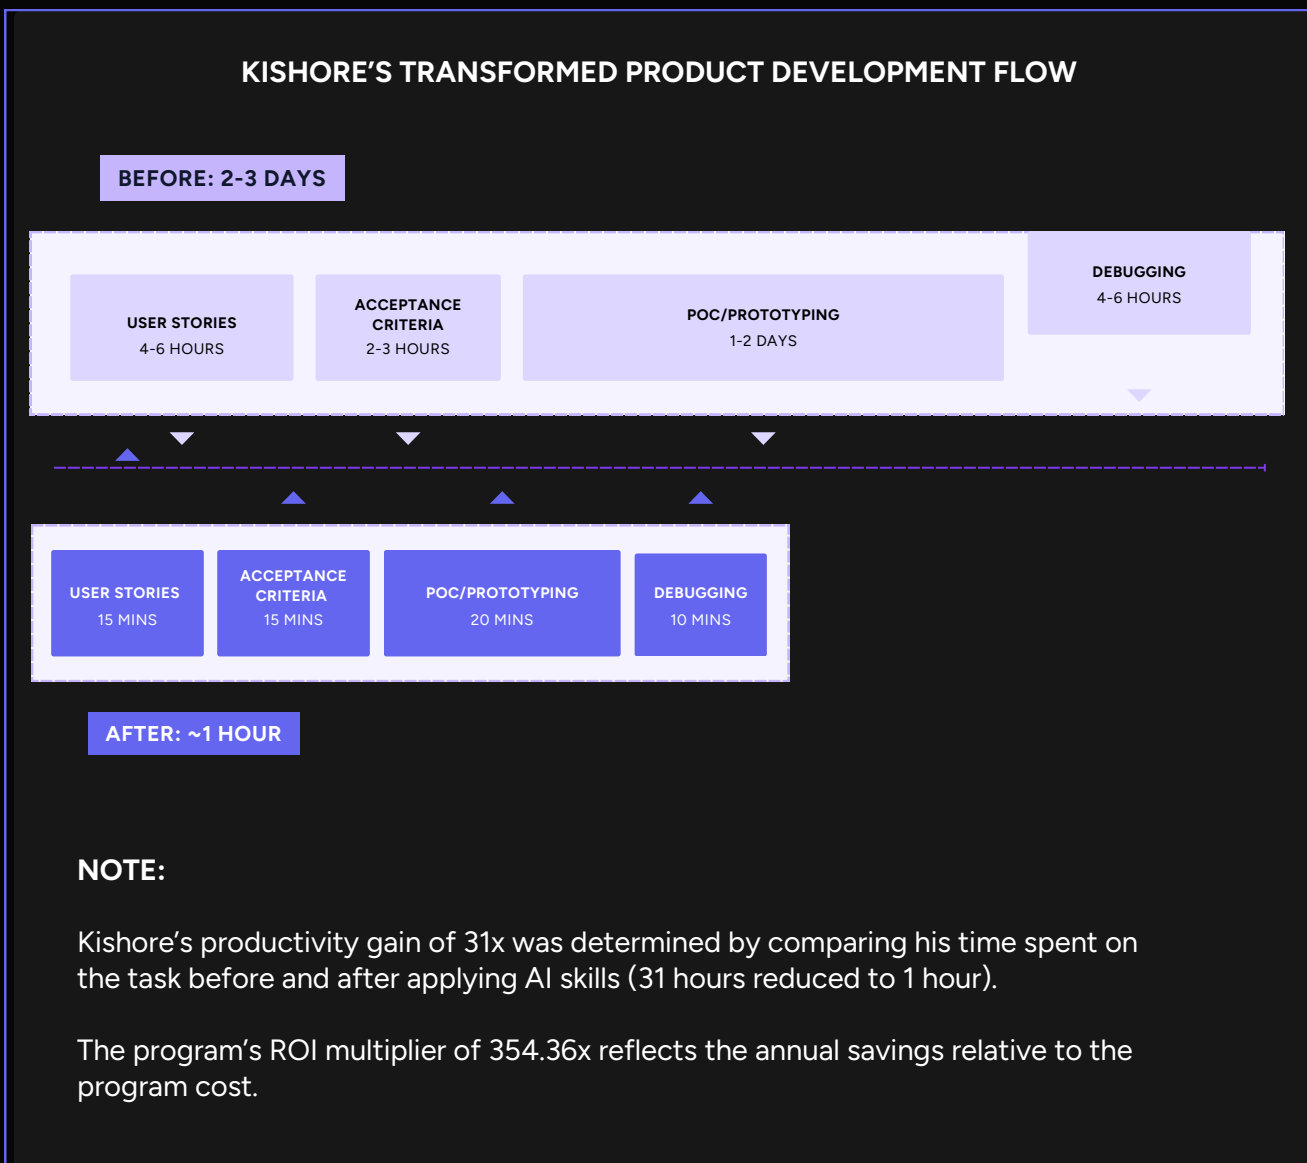 KISHORE’S TRANSFORMED PRODUCT DEVELOPMENT FLOW
BEFORE: 2-3 DAYS
USER STORIES
4-6 HOURS
ACCEPTANCE
CRITERIA
2-3 HOURS
POC/PROTOTYPING
1-2 DAYS
DEBUGGING
4-6 HOURS
USER STORIES
15 MINS
ACCEPTANCE
CRITERIA
15 MINS
POC/PROTOTYPING
20 MINS
DEBUGGING
10 MINS
AFTER: ~1 HOUR
NOTE:
Kishore’s productivity gain of 31x was determined by comparing his time spent on
the task before and after applying AI skills (31 hours reduced to 1 hour).
The program’s ROI multiplier of 354.36x reflects the annual savings relative to the
program cost.